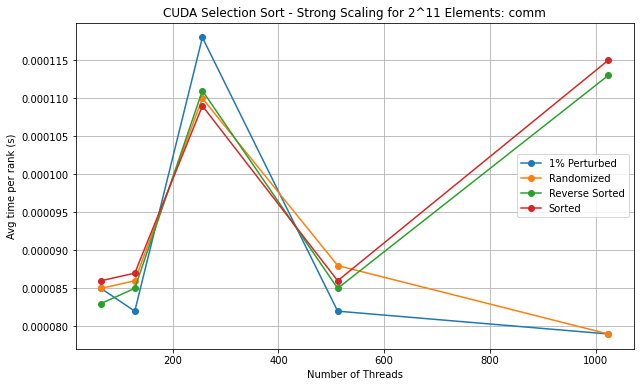 CUDA Selection Sort - Strong Scaling for 2^11 Elements: comm
Avg time per rank (s)
0.000115
0.000110
0.000105
0.000100
0.000095
0.000090
0.000085
0.000080
1% Perturbed
Randomized
Reverse Sorted
Sorted
200 400 600 800 1000
Number of Threads